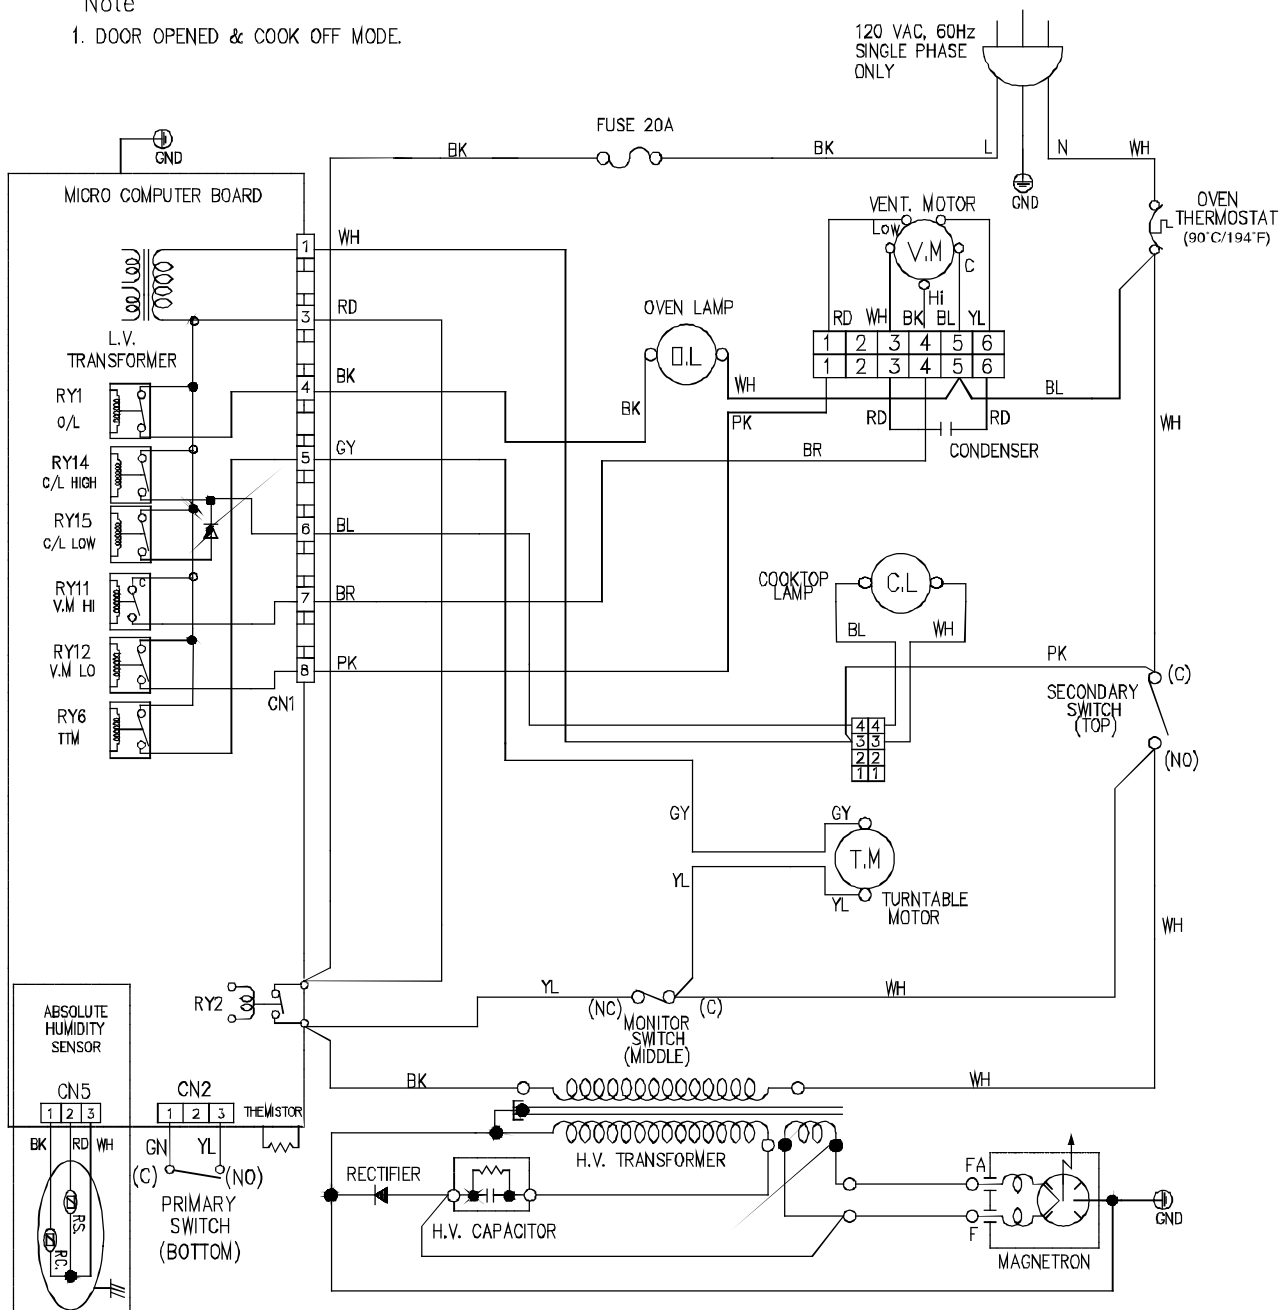 Note
1. DOOR OPENED & COOK OFF MODE.
120 VAC, 60Hz
SINGLE PHASE
ONLY
FUSE 20A
BK
BK
L
N
WH
GND
GND
MICRO COMPUTER BOARD
VENT. MOTOR
Low
V.M
C
Hi
OVEN
THERMOSTAT
(90°C/194°F)
1
WH
3
RD
L.V.
TRANSFORMER
OVEN LAMP
O.L
RD
WH
BK
BL
YL
1 2 3 4 5 6
1 2 3 4 5 6
RY1
O/L
4
BK
BK
WH
PK
RD
RD
BL
WH
CONDENSER
5
GY
BR
RY14
C/L HIGH
RY15
C/L LOW
6
BL
RY11
V.M HI
C
7
BR
COOKTOP
LAMP
C.L
BL
WH
RY12
V.M LO
8
PK
CN1
PK
(C)
SECONDARY
SWITCH
(TOP)
(NO)
RY6
TTM
4 4
3 3
2 2
1 1
GY
GY
T.M
YL
YL
TURNTABLE
MOTOR
WH
RY2
YL
(NC)
(C)
WH
MONITOR
SWITCH
(MIDDLE)
ABSOLUTE
HUMIDITY
SENSOR
BK
WH
CN5
1 2 3
CN2
1 2 3
THEMISTOR
BK
RD
WH
GN
YL
(C)
(NO)
PRIMARY
SWITCH
(BOTTOM)
RS.
RC.
H.V. TRANSFORMER
RECTIFIER
H.V. CAPACITOR
FA
F
MAGNETRON
GND